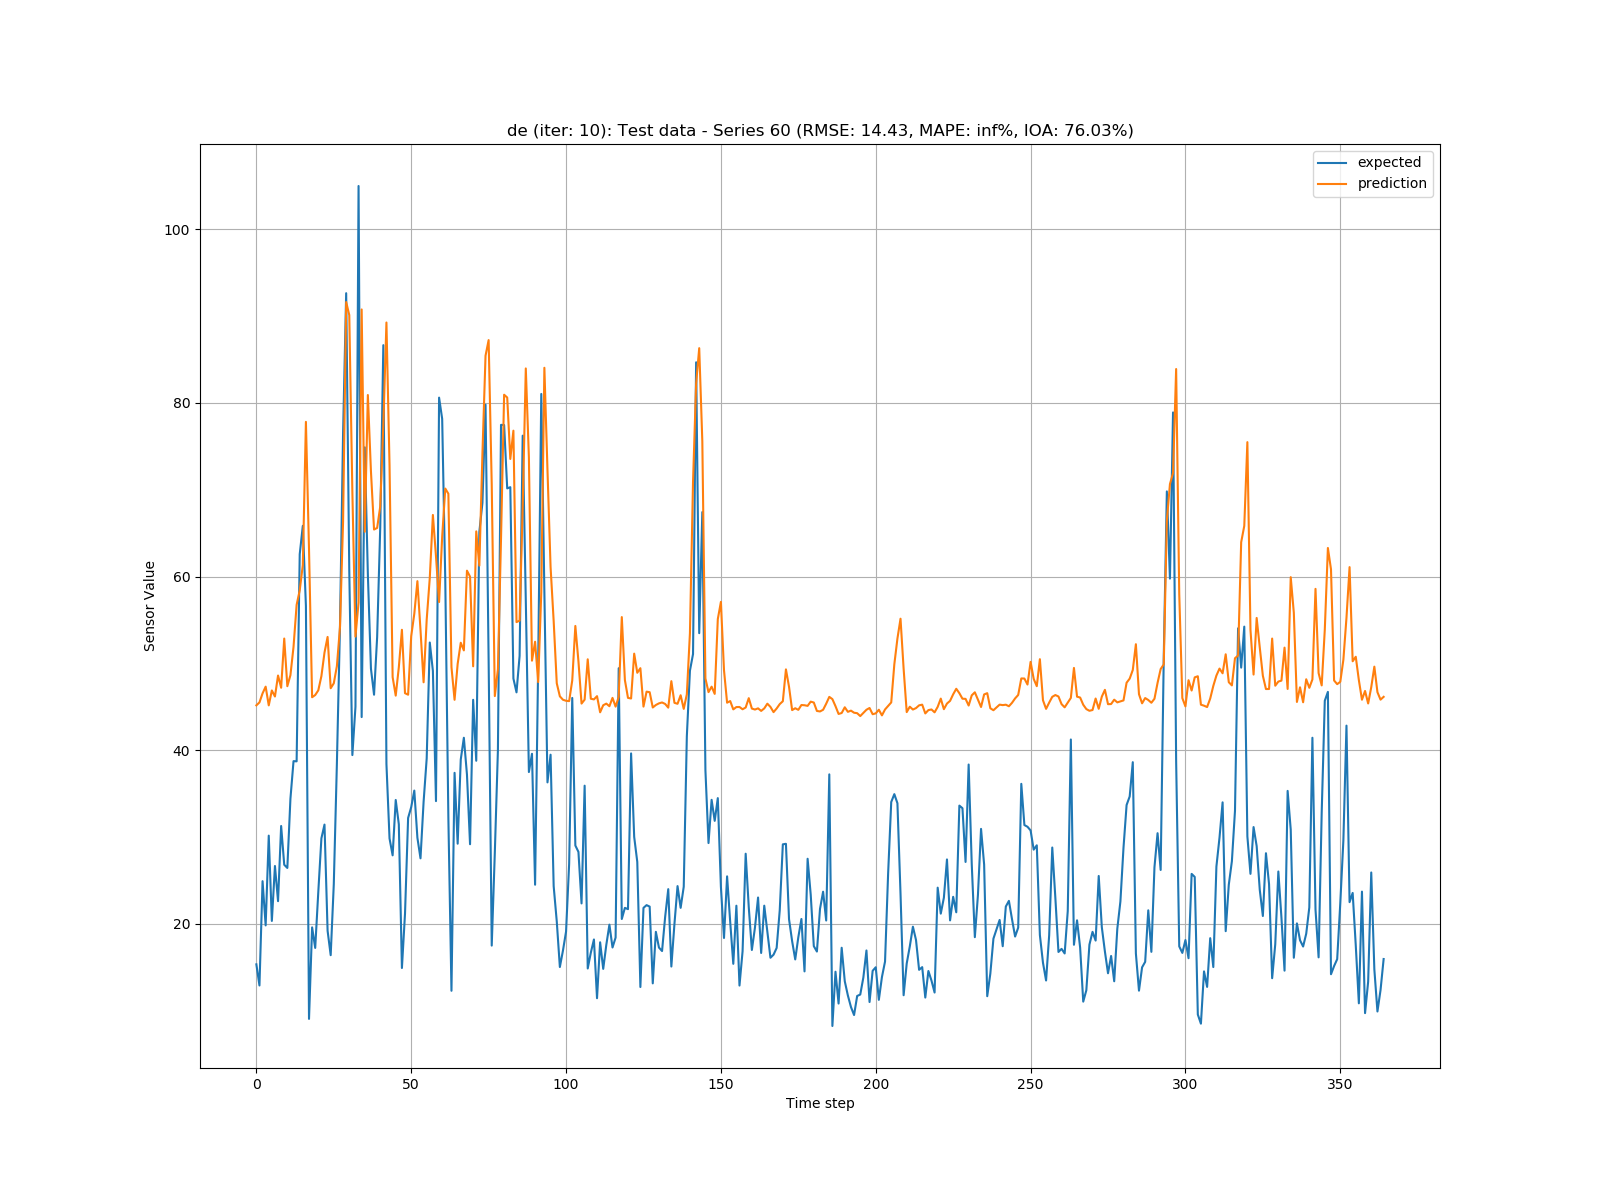 de (iter: 10): Test data - Series 60 (RMSE: 14.43, MAPE: inf%, IOA: 76.03%)
expected
prediction
100
80
60
40
20
Sensor Value
0 50 100 150 200 250 300 350
Time step